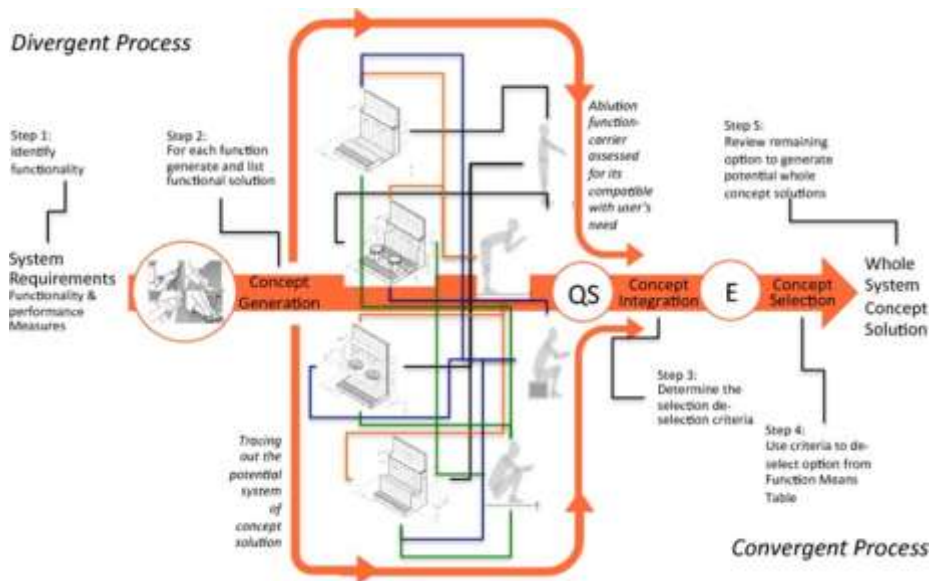 Divergent Process
Step 1:
Identify
functionality
Step 2:
For each function
generate and list
functional solution
System
Requirements
Functionality &
performance
Measures
Concept
Generation
Ablution
function-
carrier
assessed
for its
compatible
with user's
need
QS
Concept
Integration
E
Concept
Selection
Step 5:
Review remaining
option to generate
potential whole
concept solutions
Whole
System
Concept
Solution
Step 3:
Determine the
selection de-
selection criteria
Step 4:
Use criteria to de-
select option from
Function Means
Table
Tracing
out the
potential
system
of
concept
solution
Convergent Process